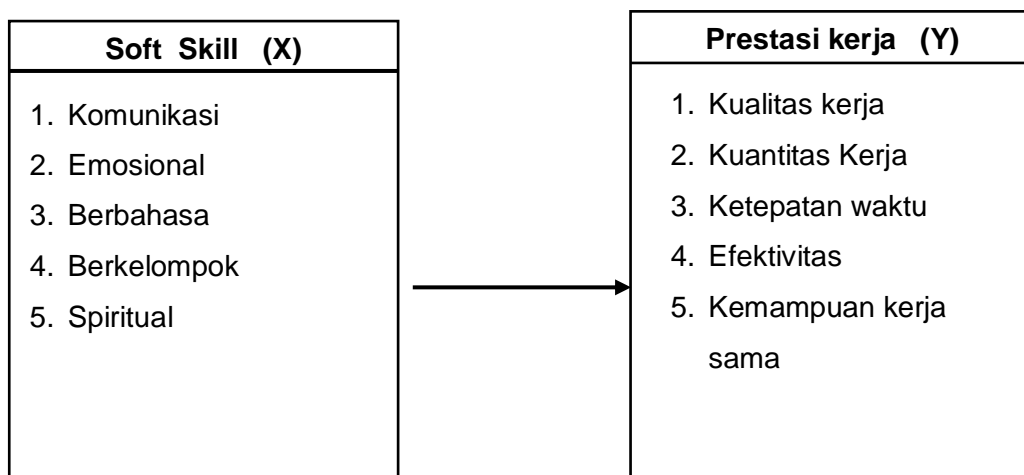 Soft Skill (X)
1. Komunikasi
2. Emosional
3. Berbahasa
4. Berkelompok
5. Spiritual
Prestasi kerja (Y)
1. Kualitas kerja
2. Kuantitas Kerja
3. Ketepatan waktu
4. Efektivitas
5. Kemampuan kerja
sama